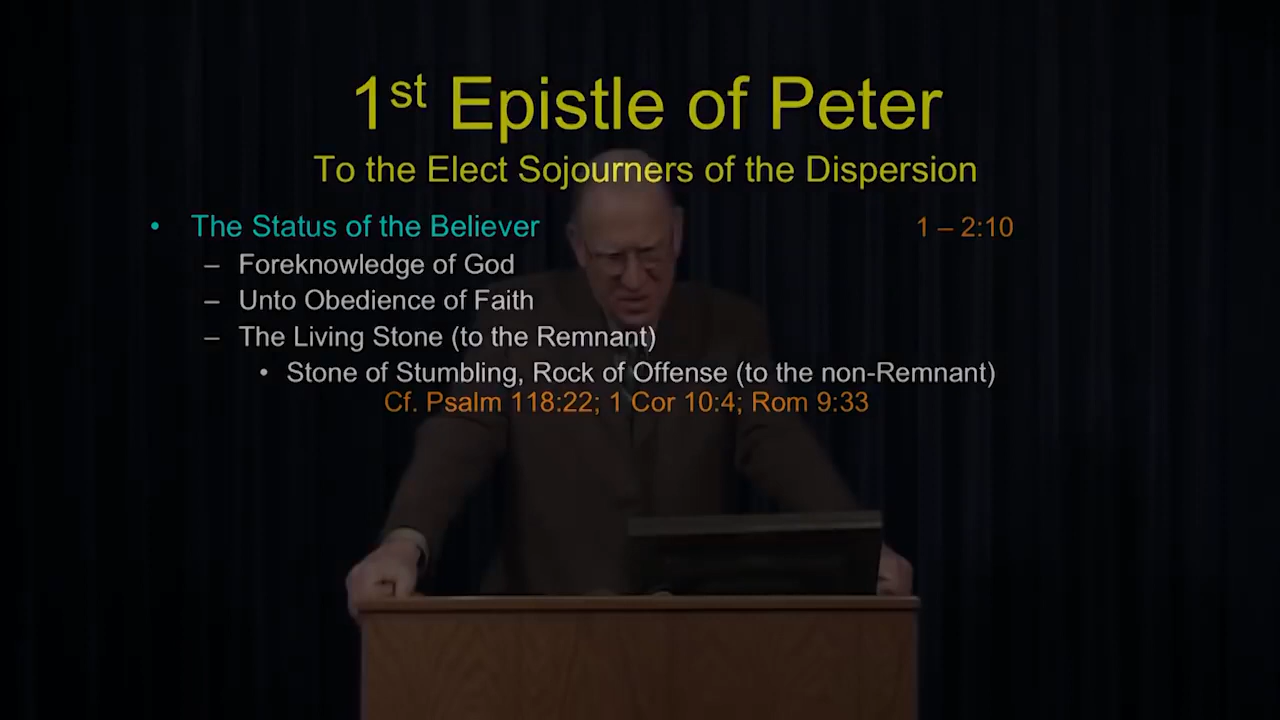 1st Epistle of Peter
To the Elect Sojourners of the Dispersion
• The Status of the Believer 1 – 2:10
– Foreknowledge of God
– Unto Obedience of Faith
– The Living Stone (to the Remnant)
• Stone of Stumbling, Rock of Offense (to the non-Remnant)
Cf. Psalm 118:22; 1 Cor 10:4; Rom 9:33